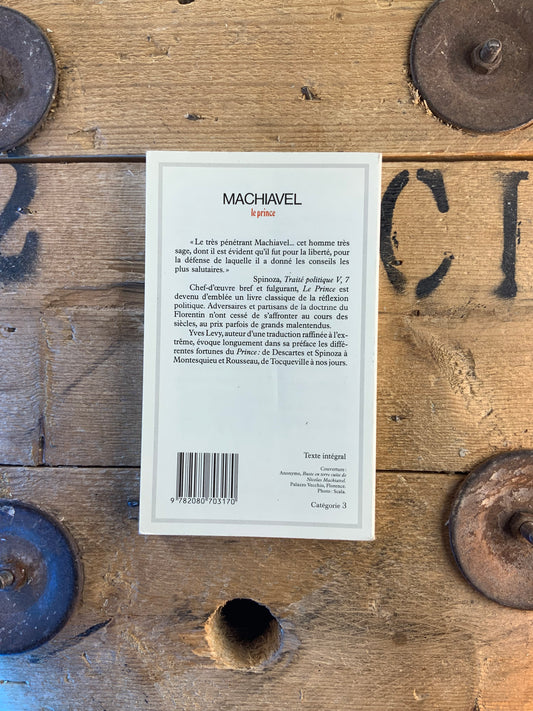 2 CI
MACHIAVEL
le prince
« Le très pénétrant Machiavel... cet homme très
sage, dont il est évident qu'il fut pour la liberté, pour
la défense de laquelle il a donné les conseils les
plus salutaires. »
Spinoza, Traité politique V, 7
Chef-d'œuvre bref et fulgurant, Le Prince est
devenu d'emblée un livre classique de la réflexion
politique. Adversaires et partisans de la doctrine du
Florentin n'ont cessé de s'affronter au cours des
siècles, au prix parfois de grands malentendus.
Yves Levy, auteur d'une traduction raffinée à l'ex-
trême, évoque longuement dans sa préface les dif-
férentes fortunes du Prince : de Descartes et Spinoza à
Montesquieu et Rousseau, de Tocqueville à nos jours.
Texte intégral
Couverture :
Anonyme, Buste en terre cuite de
Nicolas Machiavel.
Palazzo Vecchio, Florence.
Photo : Scala.
9 782080 703170
Catégorie 3